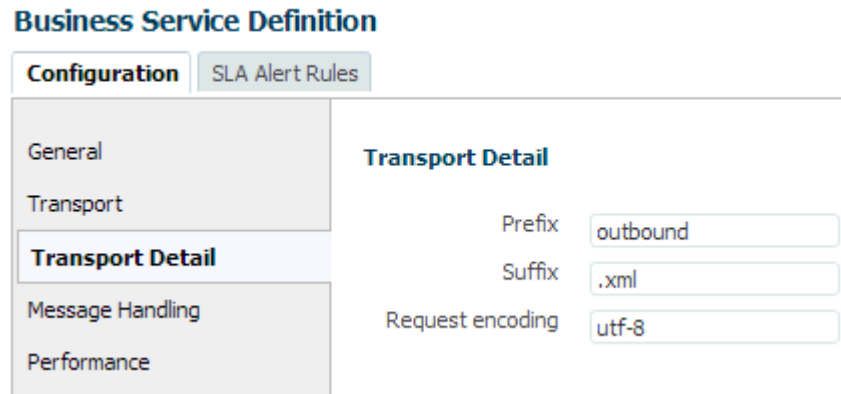 Business Service Definition
Configuration SLA Alert Rules
General
Transport
Transport Detail
Message Handling
Performance
Transport Detail
Prefix outbound
Suffix .xml
Request encoding utf-8